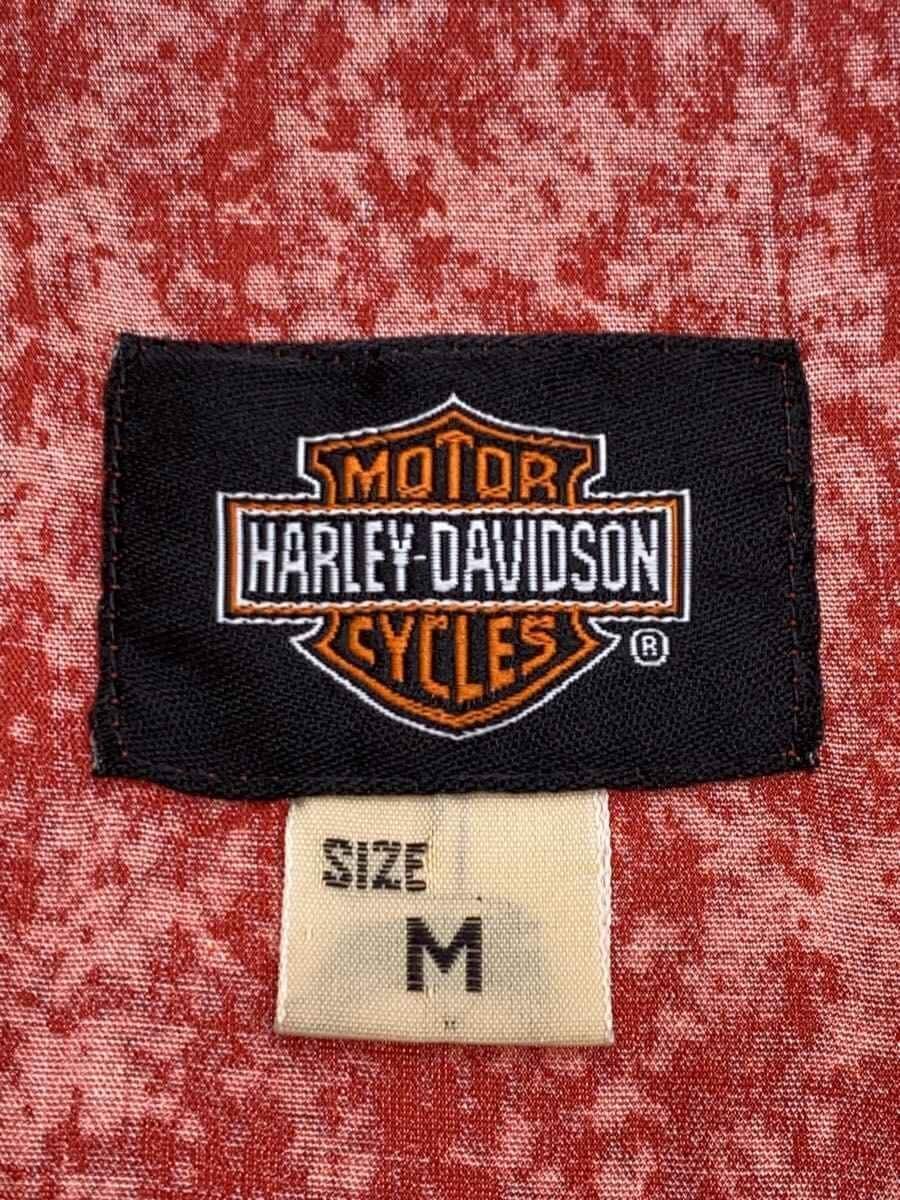 MOTOR
HARLEY-DAVIDSON
CYCLES
®
SIZE
M